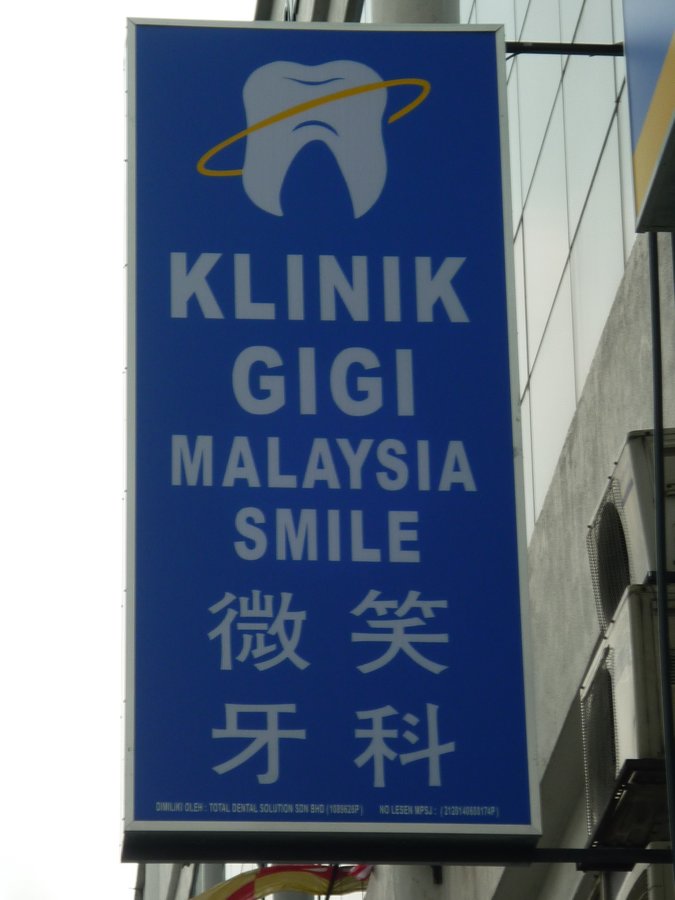 KLINIK
GIGI
MALAYSIA
SMILE
微笑
牙科
DIMILIKI OLEH : TOTAL DENTAL SOLUTION SDN BHD (1089628P) NO LESEN MPSJ : ( 2120140600174P )